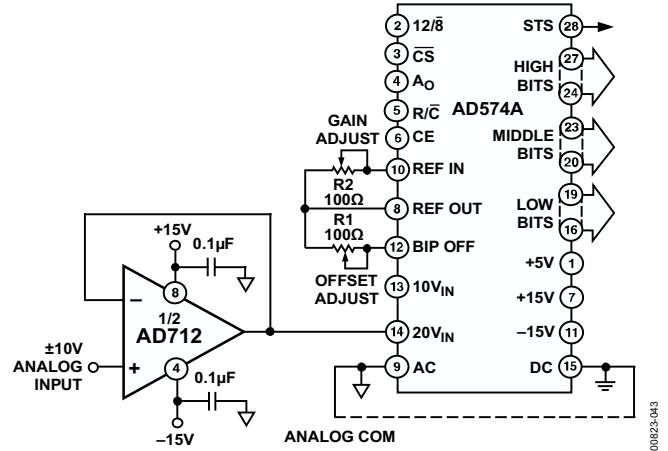 2 12/8̅
3 C̅S̅
4 AO
5 R/C̅
6 CE
10 REF IN
8 REF OUT
12 BIP OFF
13 10VIN
14 20VIN
9 AC
AD574A
STS 28
27
HIGH
BITS
24
23
MIDDLE
BITS
20
19
LOW
BITS
16
+5V 1
+15V 7
–15V 11
DC 15
GAIN
ADJUST
R2
100Ω
R1
100Ω
OFFSET
ADJUST
+15V
0.1µF
8
–
1/2
AD712
+
±10V
ANALOG
INPUT
4
0.1µF
–15V
ANALOG COM
00823-043